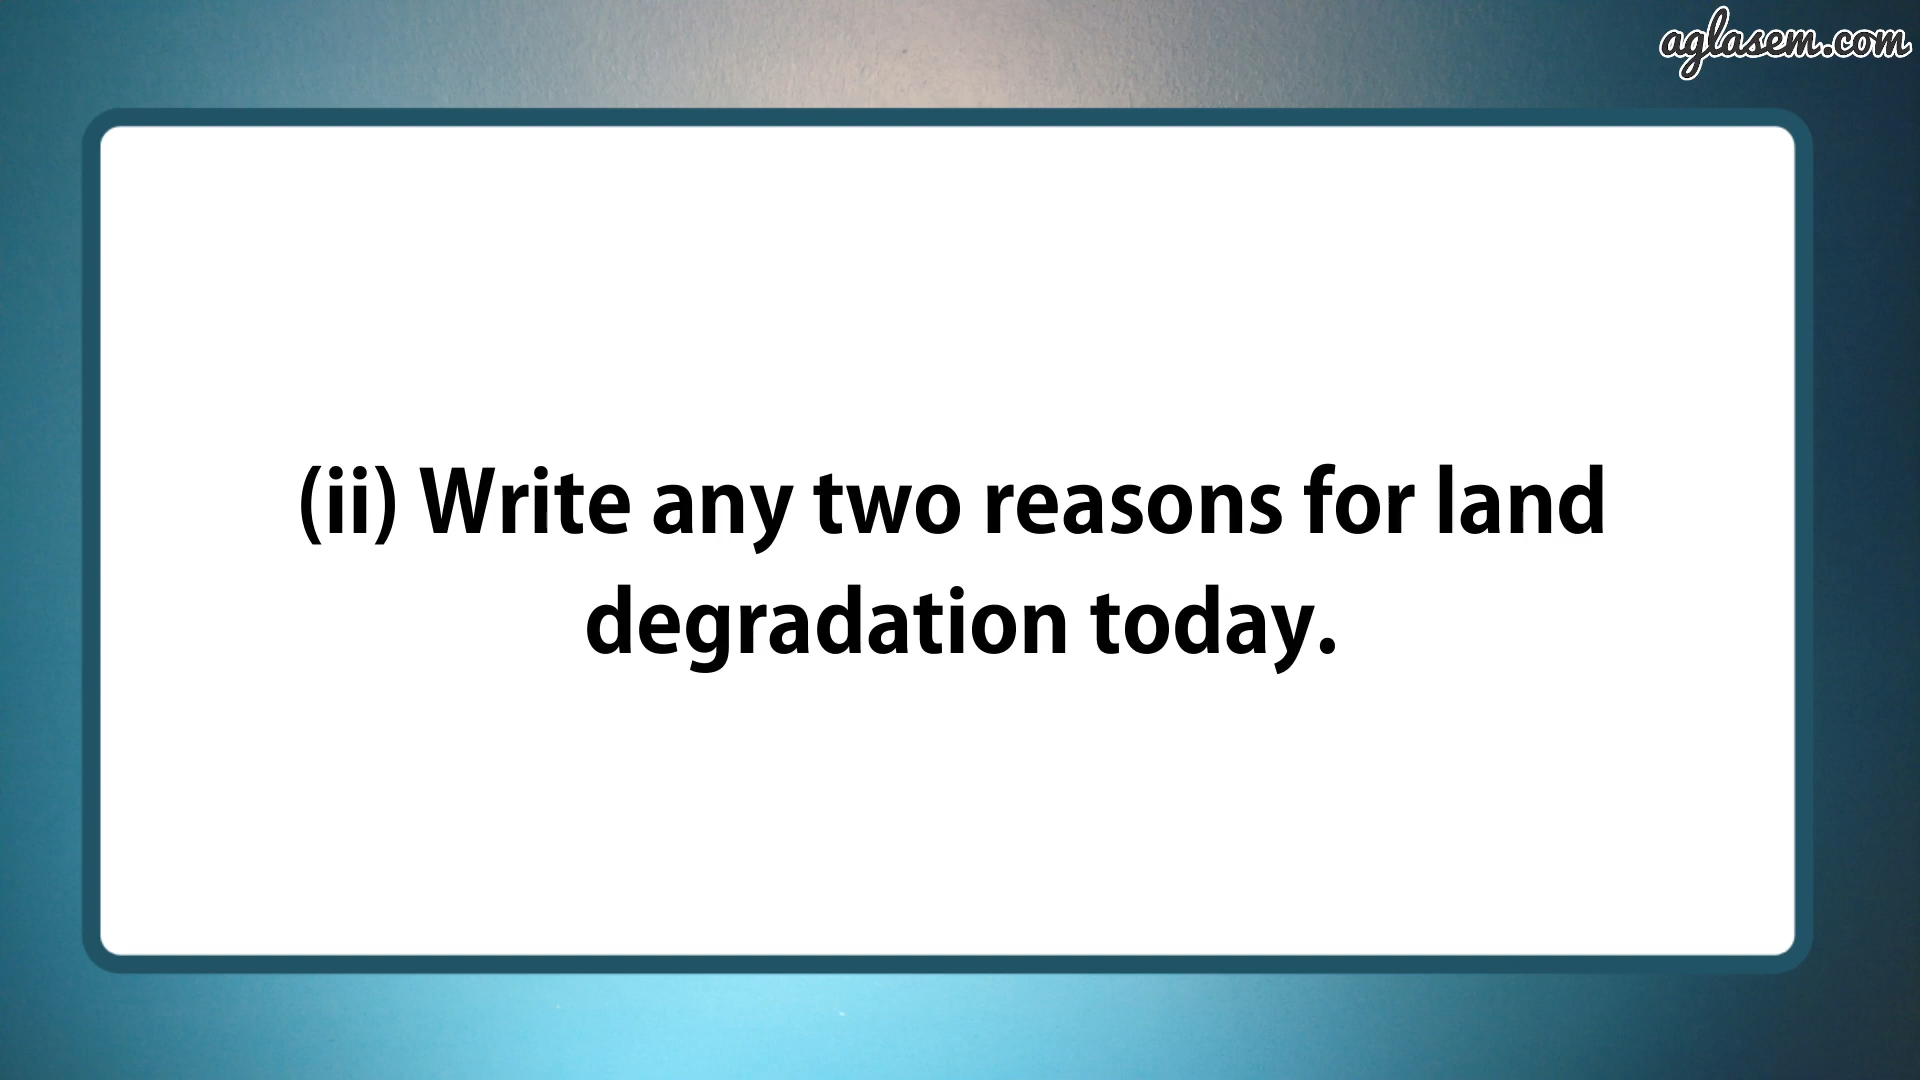 aglasem.com
(ii) Write any two reasons for land
degradation today.